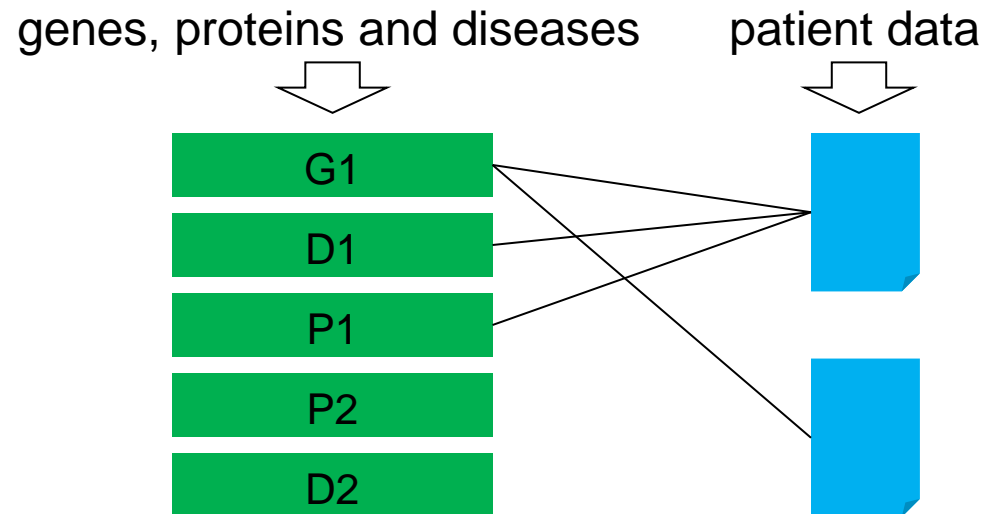 genes, proteins and diseases
patient data
G1
D1
P1
P2
D2